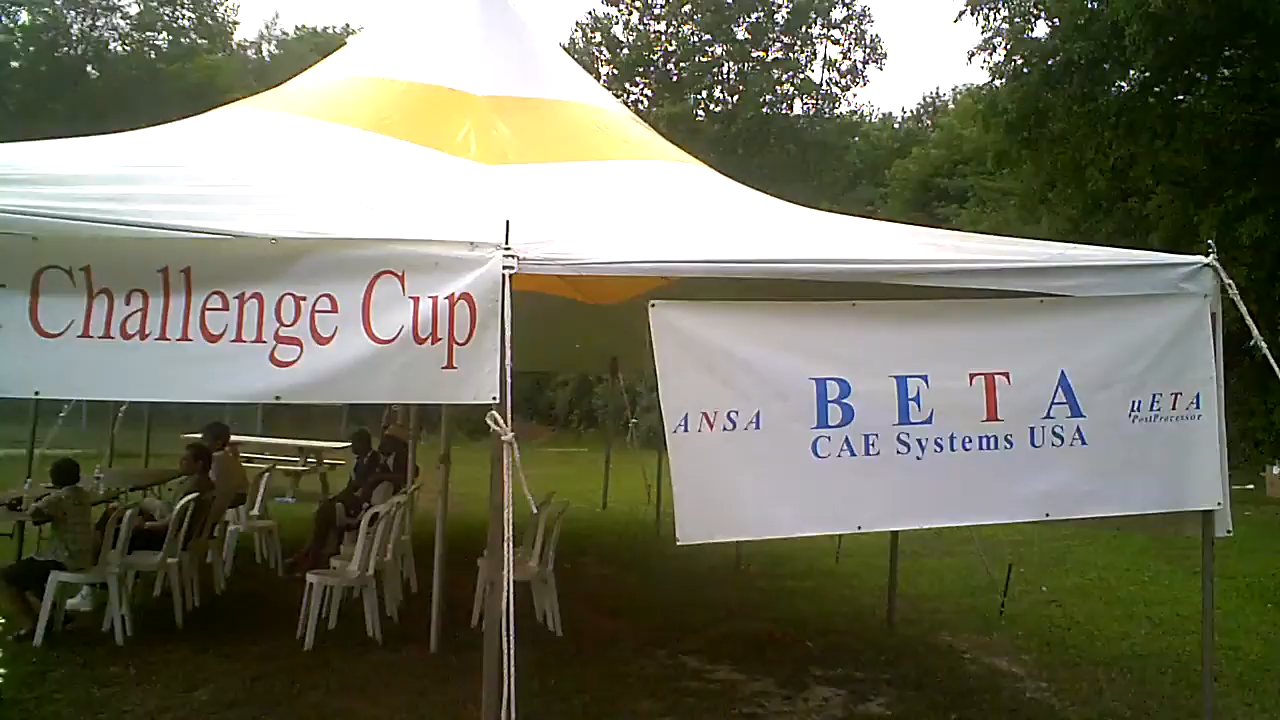 Challenge Cup
ANSA
BETA
CAE Systems USA
μETA
PostProcessor